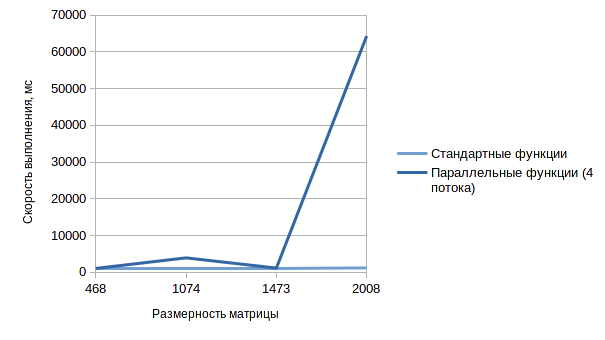 70000
60000
50000
40000
30000
20000
10000
0
Скорость выполнения, мс
468 1074 1473 2008
Размерность матрицы
Стандартные функции
Параллельные функции (4
потока)